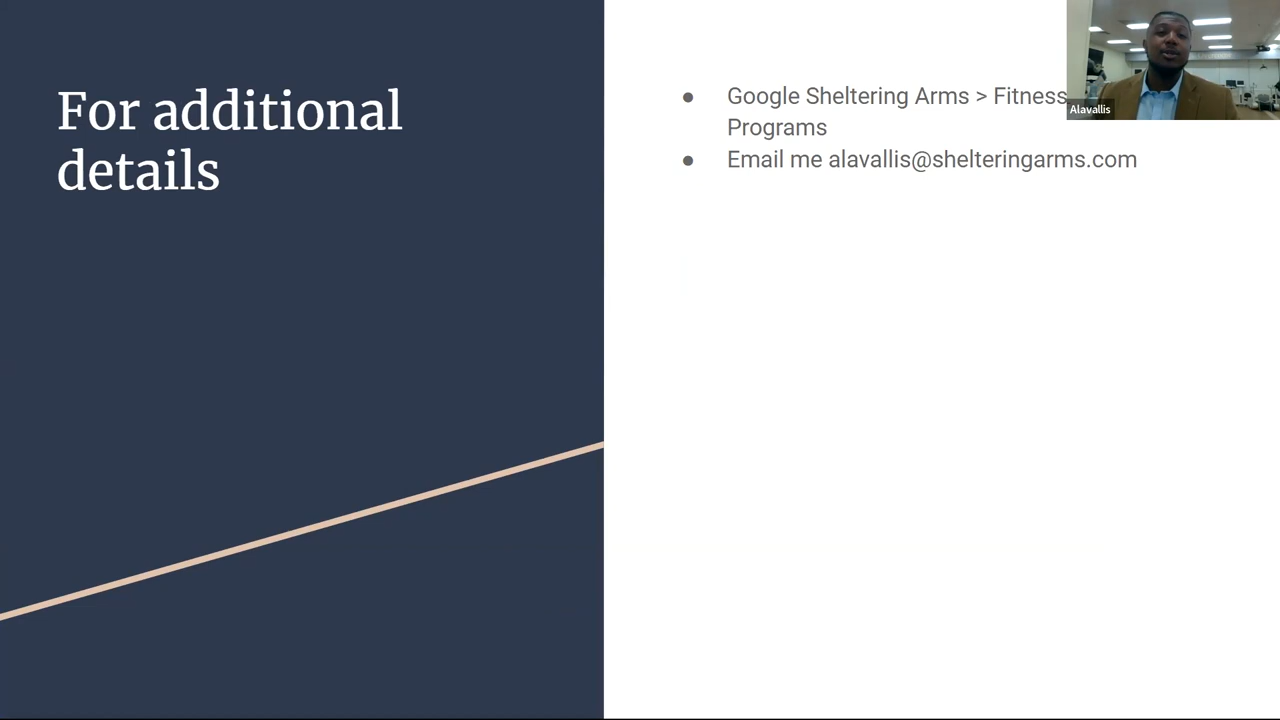 For additional
details
● Google Sheltering Arms > Fitness
Programs
● Email me alavallis@shelteringarms.com
Alavallis